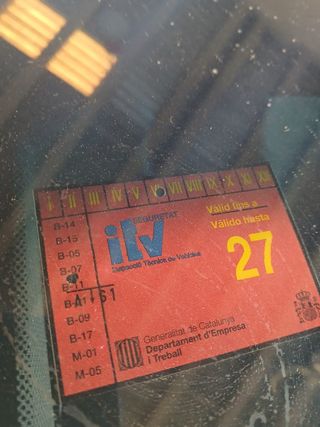 I II III IV V VI VII VIII IX X XI XII
B-14
B-15
B-05
B-07
B-11
B-09
B-17
M-01
M-05
SEGURETAT
itv
Inspecció Tècnica de Vehicles
Vàlid fins a
Válido hasta
27
Generalitat de Catalunya
Departament d'Empresa
i Treball